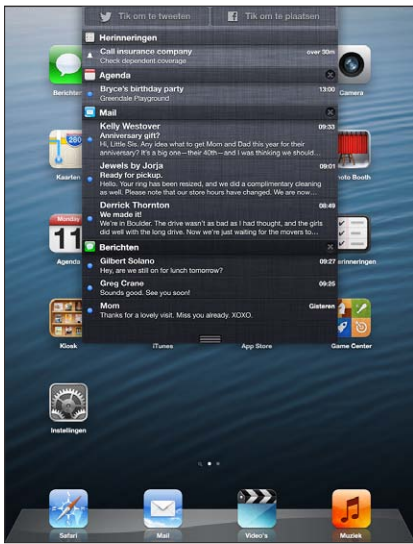 Tik om te tweeten
Tik om te plaatsen
Herinneringen
Call insurance company
over 30m
Check dependent coverage
Agenda
Bryce's birthday party
13:00
Greendale Playground
Mail
Kelly Westover
09:33
Anniversary gift?
Hi, Little Sis. Any idea what to get Mom and Dad this year for their
anniversary? It's a big one—their 40th—and I was thinking we should...
Jewels by Jorja
09:01
Ready for pickup.
Hello, Your ring has been resized, and we did a complimentary cleaning
as well. Please note that our store hours have changed. We are now...
Derrick Thornton
08:49
We made it!
We're in Boulder. The drive wasn't as bad as I had thought, and the girls
did well with the long drive. Now we're just waiting for the movers to...
Berichten
Gilbert Solano
09:27
Hey, are we still on for lunch tomorrow?
Greg Crane
09:25
Sounds good. See you soon!
Mom
Gisteren
Thanks for a lovely visit. Miss you already. XOXO.
Berichten
Camera
280
Kaarten
hoto Booth
Monday
11
Agenda
erinneringen
Kiosk
iTunes
App Store
Game Center
Instellingen
Safari
Mail
Video's
Muziek